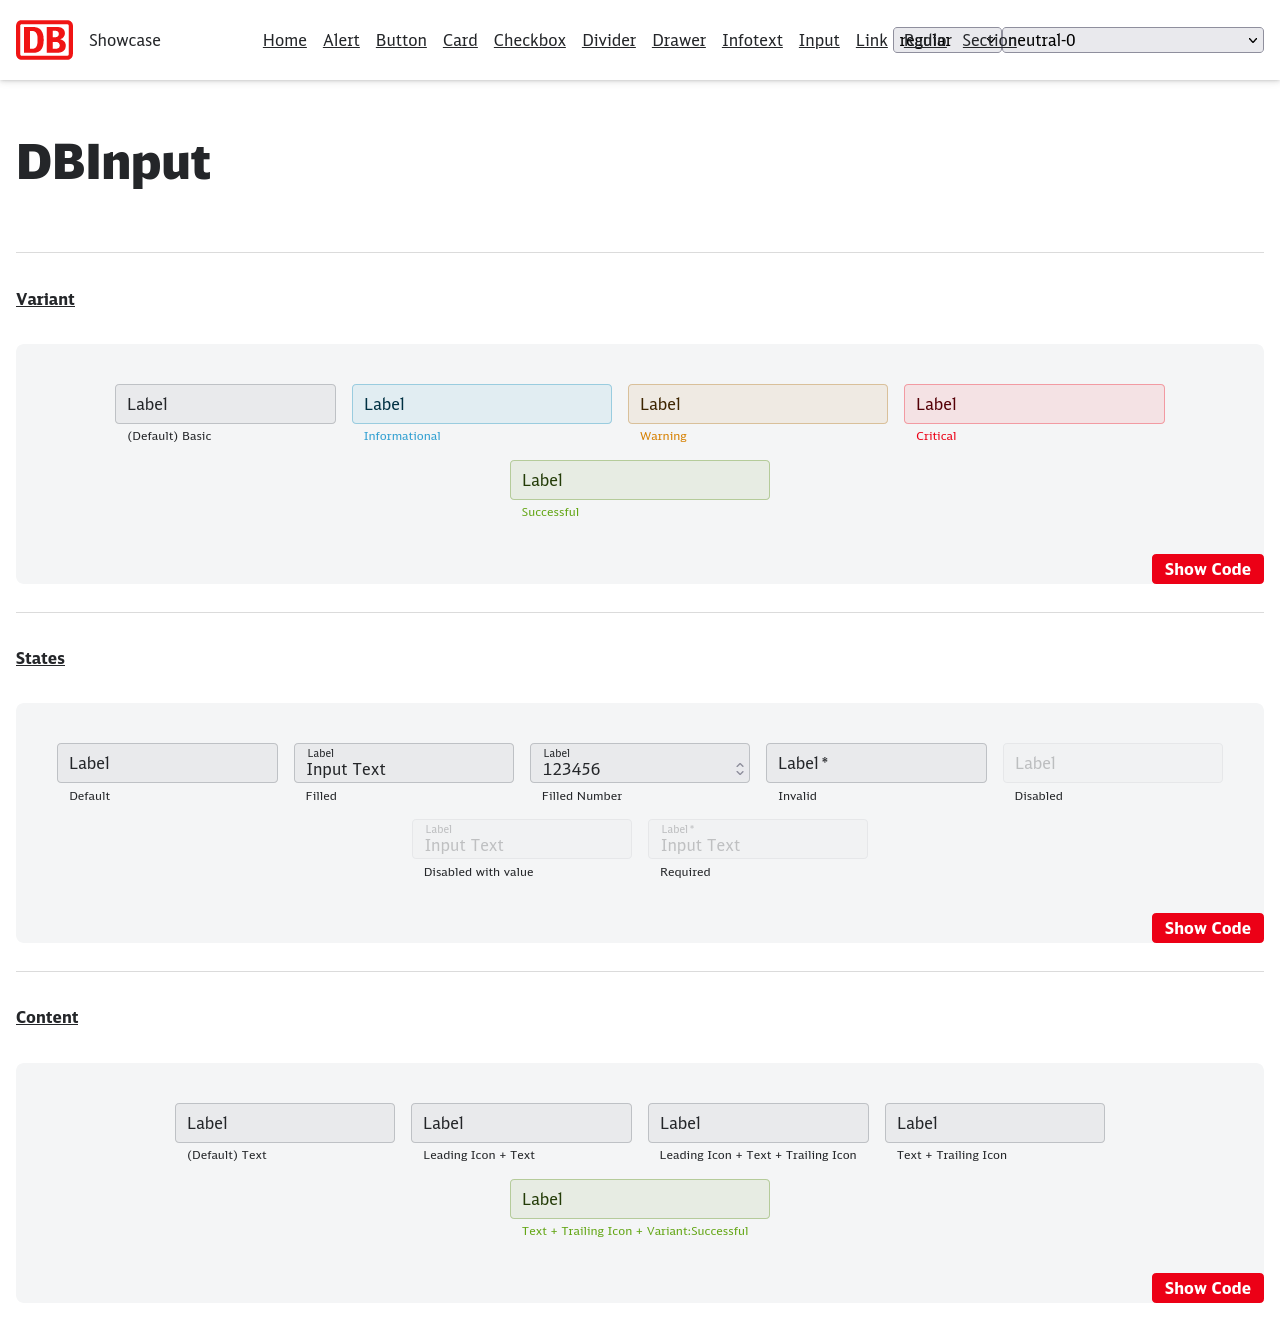 DB Showcase Home Alert Button Card Checkbox Divider Drawer Infotext Input Link Radio Section regular neutral-0
DBInput
Variant
Label Label Label Label
(Default) Basic Informational Warning Critical
Label
Successful
Show Code
States
Label Label Input Text Label 123456 Label * Label
Default Filled Filled Number Invalid Disabled
Label Input Text Label * Input Text
Disabled with value Required
Show Code
Content
Label Label Label Label
(Default) Text Leading Icon + Text Leading Icon + Text + Trailing Icon Text + Trailing Icon
Label
Text + Trailing Icon + Variant:Successful
Show Code